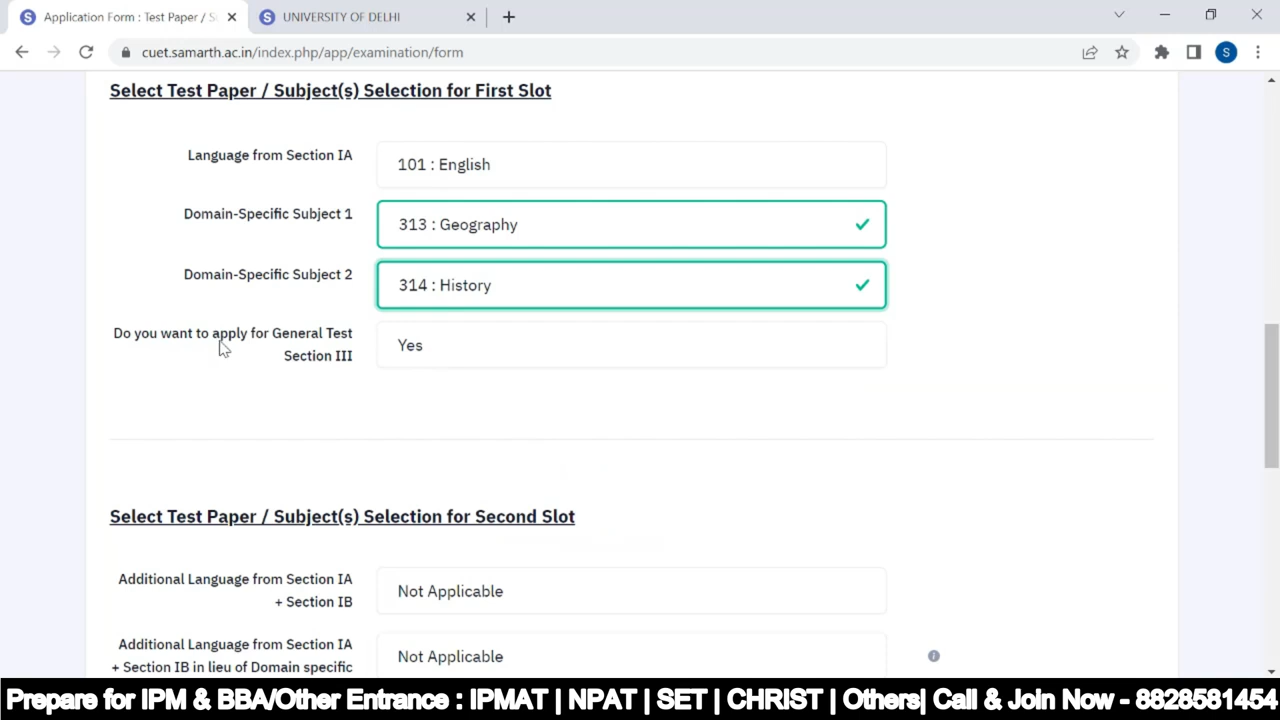 Application Form : Test Paper / S
UNIVERSITY OF DELHI
cuet.samarth.ac.in/index.php/app/examination/form
S
Select Test Paper / Subject(s) Selection for First Slot
Language from Section IA
101 : English
Domain-Specific Subject 1
313 : Geography
Domain-Specific Subject 2
314 : History
Do you want to apply for General Test
Section III
Yes
Select Test Paper / Subject(s) Selection for Second Slot
Additional Language from Section IA
+ Section IB
Not Applicable
Additional Language from Section IA
+ Section IB in lieu of Domain specific
Not Applicable
Prepare for IPM & BBA/Other Entrance : IPMAT | NPAT | SET | CHRIST | Others| Call & Join Now - 8828581454